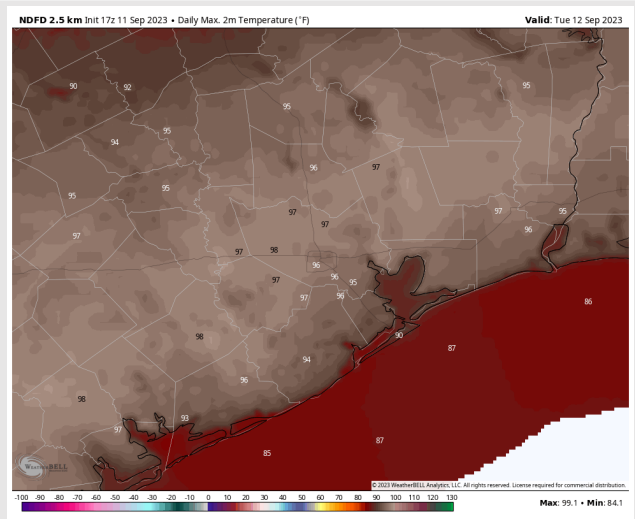 NDFD 2.5 km Init 17z 11 Sep 2023 • Daily Max. 2m Temperature (°F) Valid: Tue 12 Sep 2023
90 92 95
95
95
94
96 97
95
95
97 97 95
97
96
97
97 98
96
97 96 95
97 96
86
98 90
87
94
96
98
93
97
87
85
WeatherBELL
© 2023 WeatherBELL Analytics, LLC. All rights reserved. License required for commercial distribution.
-100 -90 -80 -70 -60 -50 -40 -30 -20 -10 0 10 20 30 40 50 60 70 80 90 100 110 120 130
Max: 99.1 • Min: 84.1